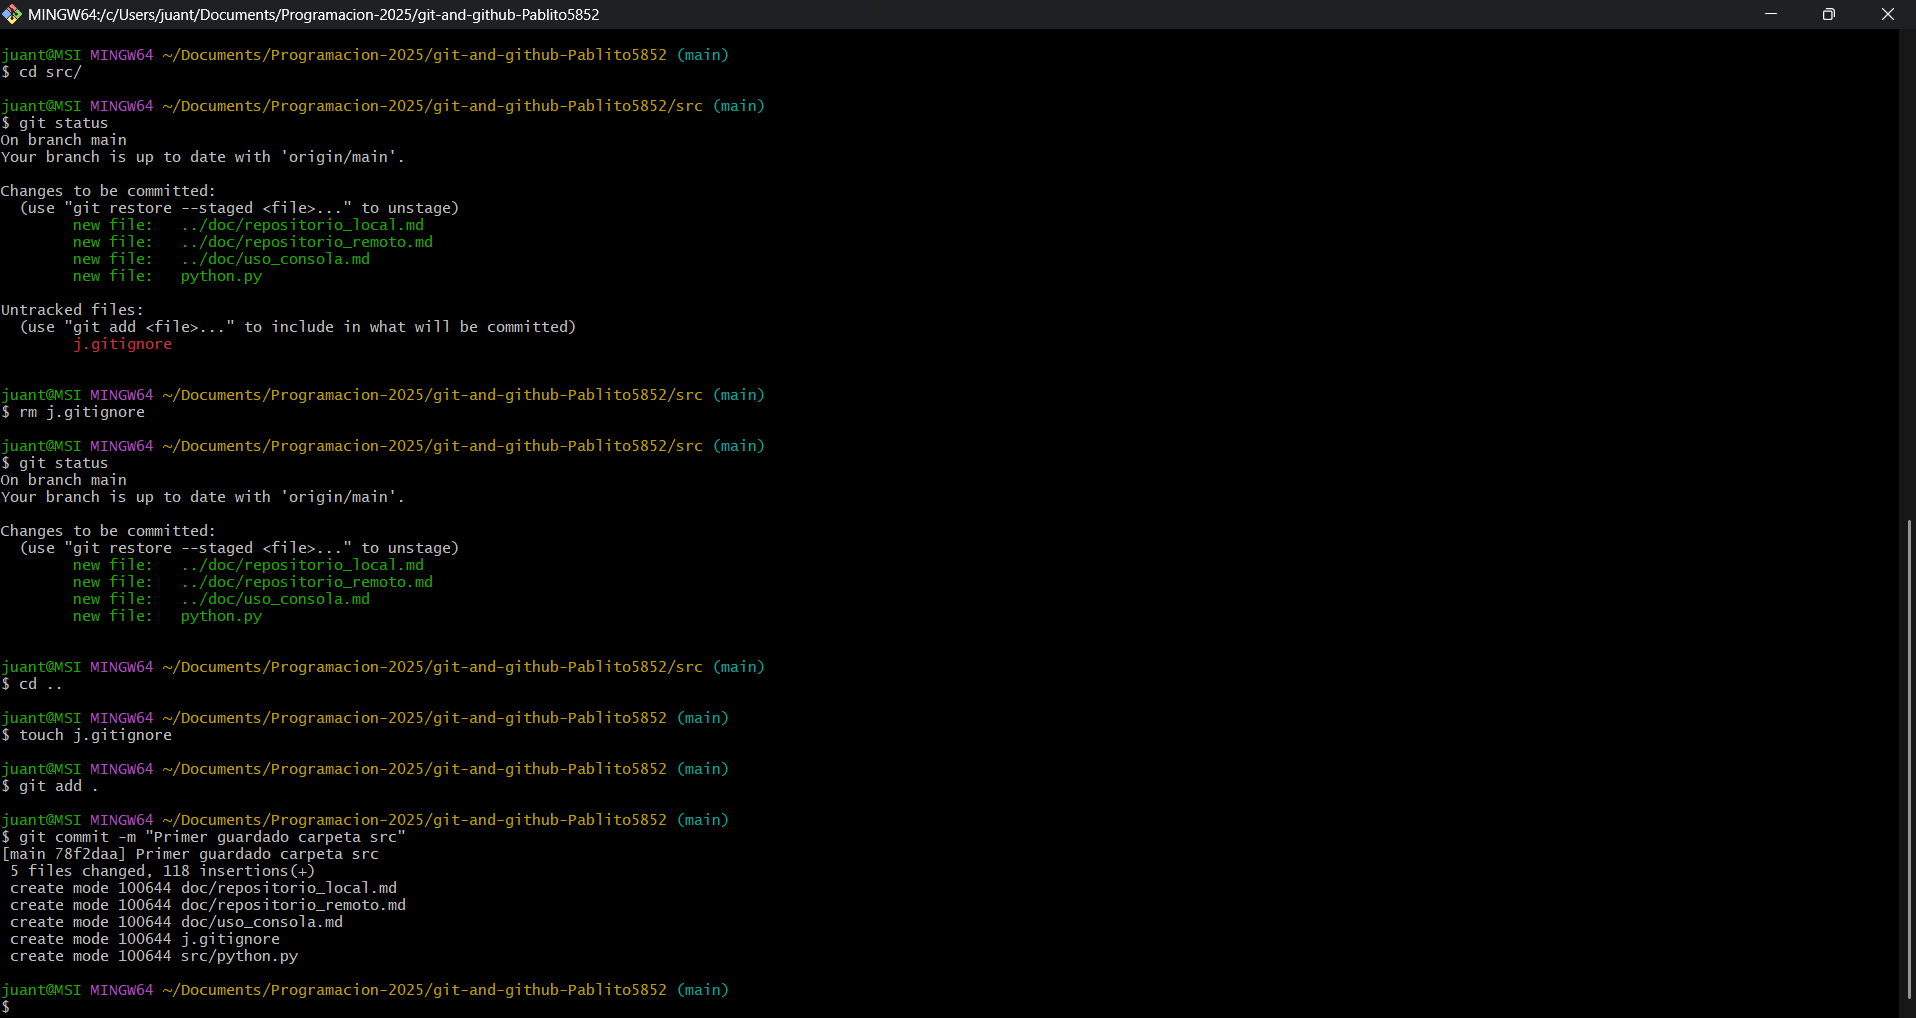 MINGW64:/c/Users/juant/Documents/Programacion-2025/git-and-github-Pablito5852
juant@MSI MINGW64 ~/Documents/Programacion-2025/git-and-github-Pablito5852 (main)
$ cd src/
juant@MSI MINGW64 ~/Documents/Programacion-2025/git-and-github-Pablito5852/src (main)
$ git status
On branch main
Your branch is up to date with 'origin/main'.
Changes to be committed:
  (use "git restore --staged <file>..." to unstage)
        new file:   ../doc/repositorio_local.md
        new file:   ../doc/repositorio_remoto.md
        new file:   ../doc/uso_consola.md
        new file:   python.py
Untracked files:
  (use "git add <file>..." to include in what will be committed)
        j.gitignore
juant@MSI MINGW64 ~/Documents/Programacion-2025/git-and-github-Pablito5852/src (main)
$ rm j.gitignore
juant@MSI MINGW64 ~/Documents/Programacion-2025/git-and-github-Pablito5852/src (main)
$ git status
On branch main
Your branch is up to date with 'origin/main'.
Changes to be committed:
  (use "git restore --staged <file>..." to unstage)
        new file:   ../doc/repositorio_local.md
        new file:   ../doc/repositorio_remoto.md
        new file:   ../doc/uso_consola.md
        new file:   python.py
juant@MSI MINGW64 ~/Documents/Programacion-2025/git-and-github-Pablito5852/src (main)
$ cd ..
juant@MSI MINGW64 ~/Documents/Programacion-2025/git-and-github-Pablito5852 (main)
$ touch j.gitignore
juant@MSI MINGW64 ~/Documents/Programacion-2025/git-and-github-Pablito5852 (main)
$ git add .
juant@MSI MINGW64 ~/Documents/Programacion-2025/git-and-github-Pablito5852 (main)
$ git commit -m "Primer guardado carpeta src"
[main 78f2daa] Primer guardado carpeta src
 5 files changed, 118 insertions(+)
 create mode 100644 doc/repositorio_local.md
 create mode 100644 doc/repositorio_remoto.md
 create mode 100644 doc/uso_consola.md
 create mode 100644 j.gitignore
 create mode 100644 src/python.py
juant@MSI MINGW64 ~/Documents/Programacion-2025/git-and-github-Pablito5852 (main)
$